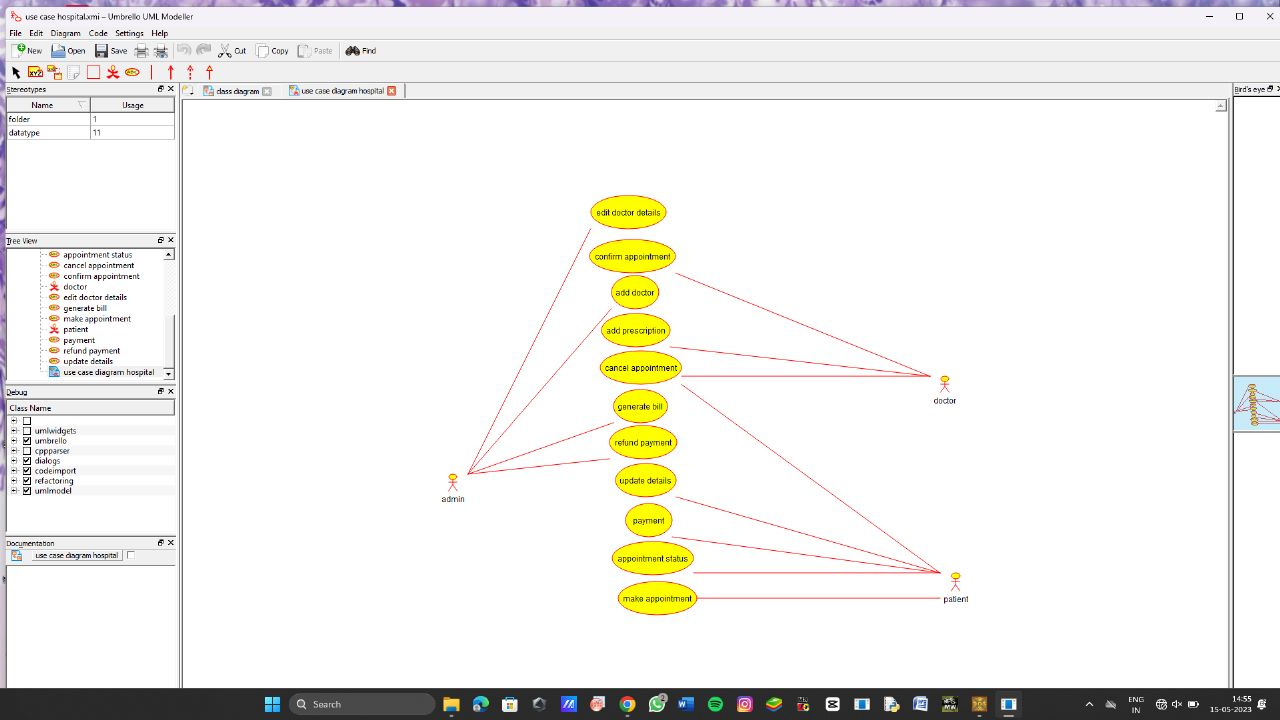 use case hospital.xmi – Umbrello UML Modeller
File Edit Diagram Code Settings Help
New Open Save Cut Copy Paste Find
Stereotypes
Name Usage
folder 1
datatype 11
Tree View
appointment status
cancel appointment
confirm appointment
doctor
edit doctor details
generate bill
make appointment
patient
payment
refund payment
update details
use case diagram hospital
Debug
Class Name
umlwidgets
umbrello
cppparser
dialogs
codeimport
refactoring
umlmodel
Documentation
use case diagram hospital
class diagram use case diagram hospital
edit doctor details
confirm appointment
add doctor
add prescription
cancel appointment
generate bill
refund payment
update details
payment
appointment status
make appointment
admin
doctor
patient
Bird's eye
Search
2
ENG
IN
14:55
15-05-2023